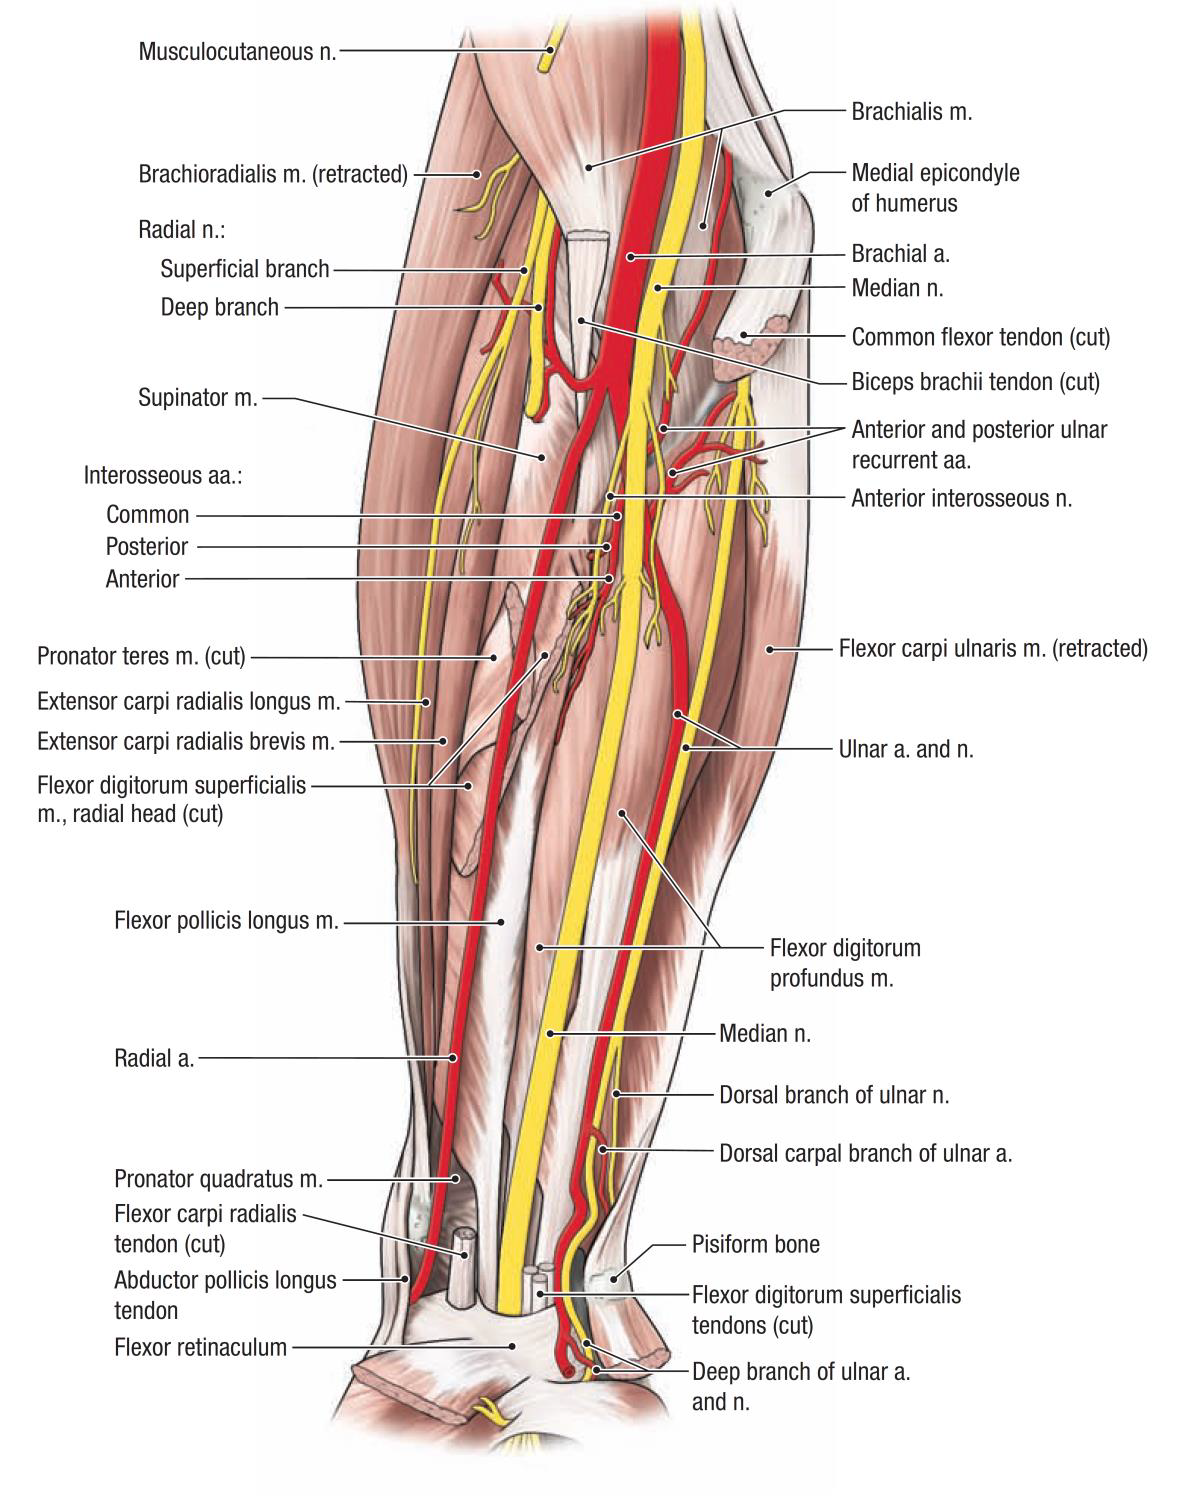 Musculocutaneous n.
Brachioradialis m. (retracted)
Radial n.:
Superficial branch
Deep branch
Supinator m.
Interosseous aa.:
Common
Posterior
Anterior
Pronator teres m. (cut)
Extensor carpi radialis longus m.
Extensor carpi radialis brevis m.
Flexor digitorum superficialis
m., radial head (cut)
Flexor pollicis longus m.
Radial a.
Pronator quadratus m.
Flexor carpi radialis
tendon (cut)
Abductor pollicis longus
tendon
Flexor retinaculum
Brachialis m.
Medial epicondyle
of humerus
Brachial a.
Median n.
Common flexor tendon (cut)
Biceps brachii tendon (cut)
Anterior and posterior ulnar
recurrent aa.
Anterior interosseous n.
Flexor carpi ulnaris m. (retracted)
Ulnar a. and n.
Flexor digitorum
profundus m.
Median n.
Dorsal branch of ulnar n.
Dorsal carpal branch of ulnar a.
Pisiform bone
Flexor digitorum superficialis
tendons (cut)
Deep branch of ulnar a.
and n.